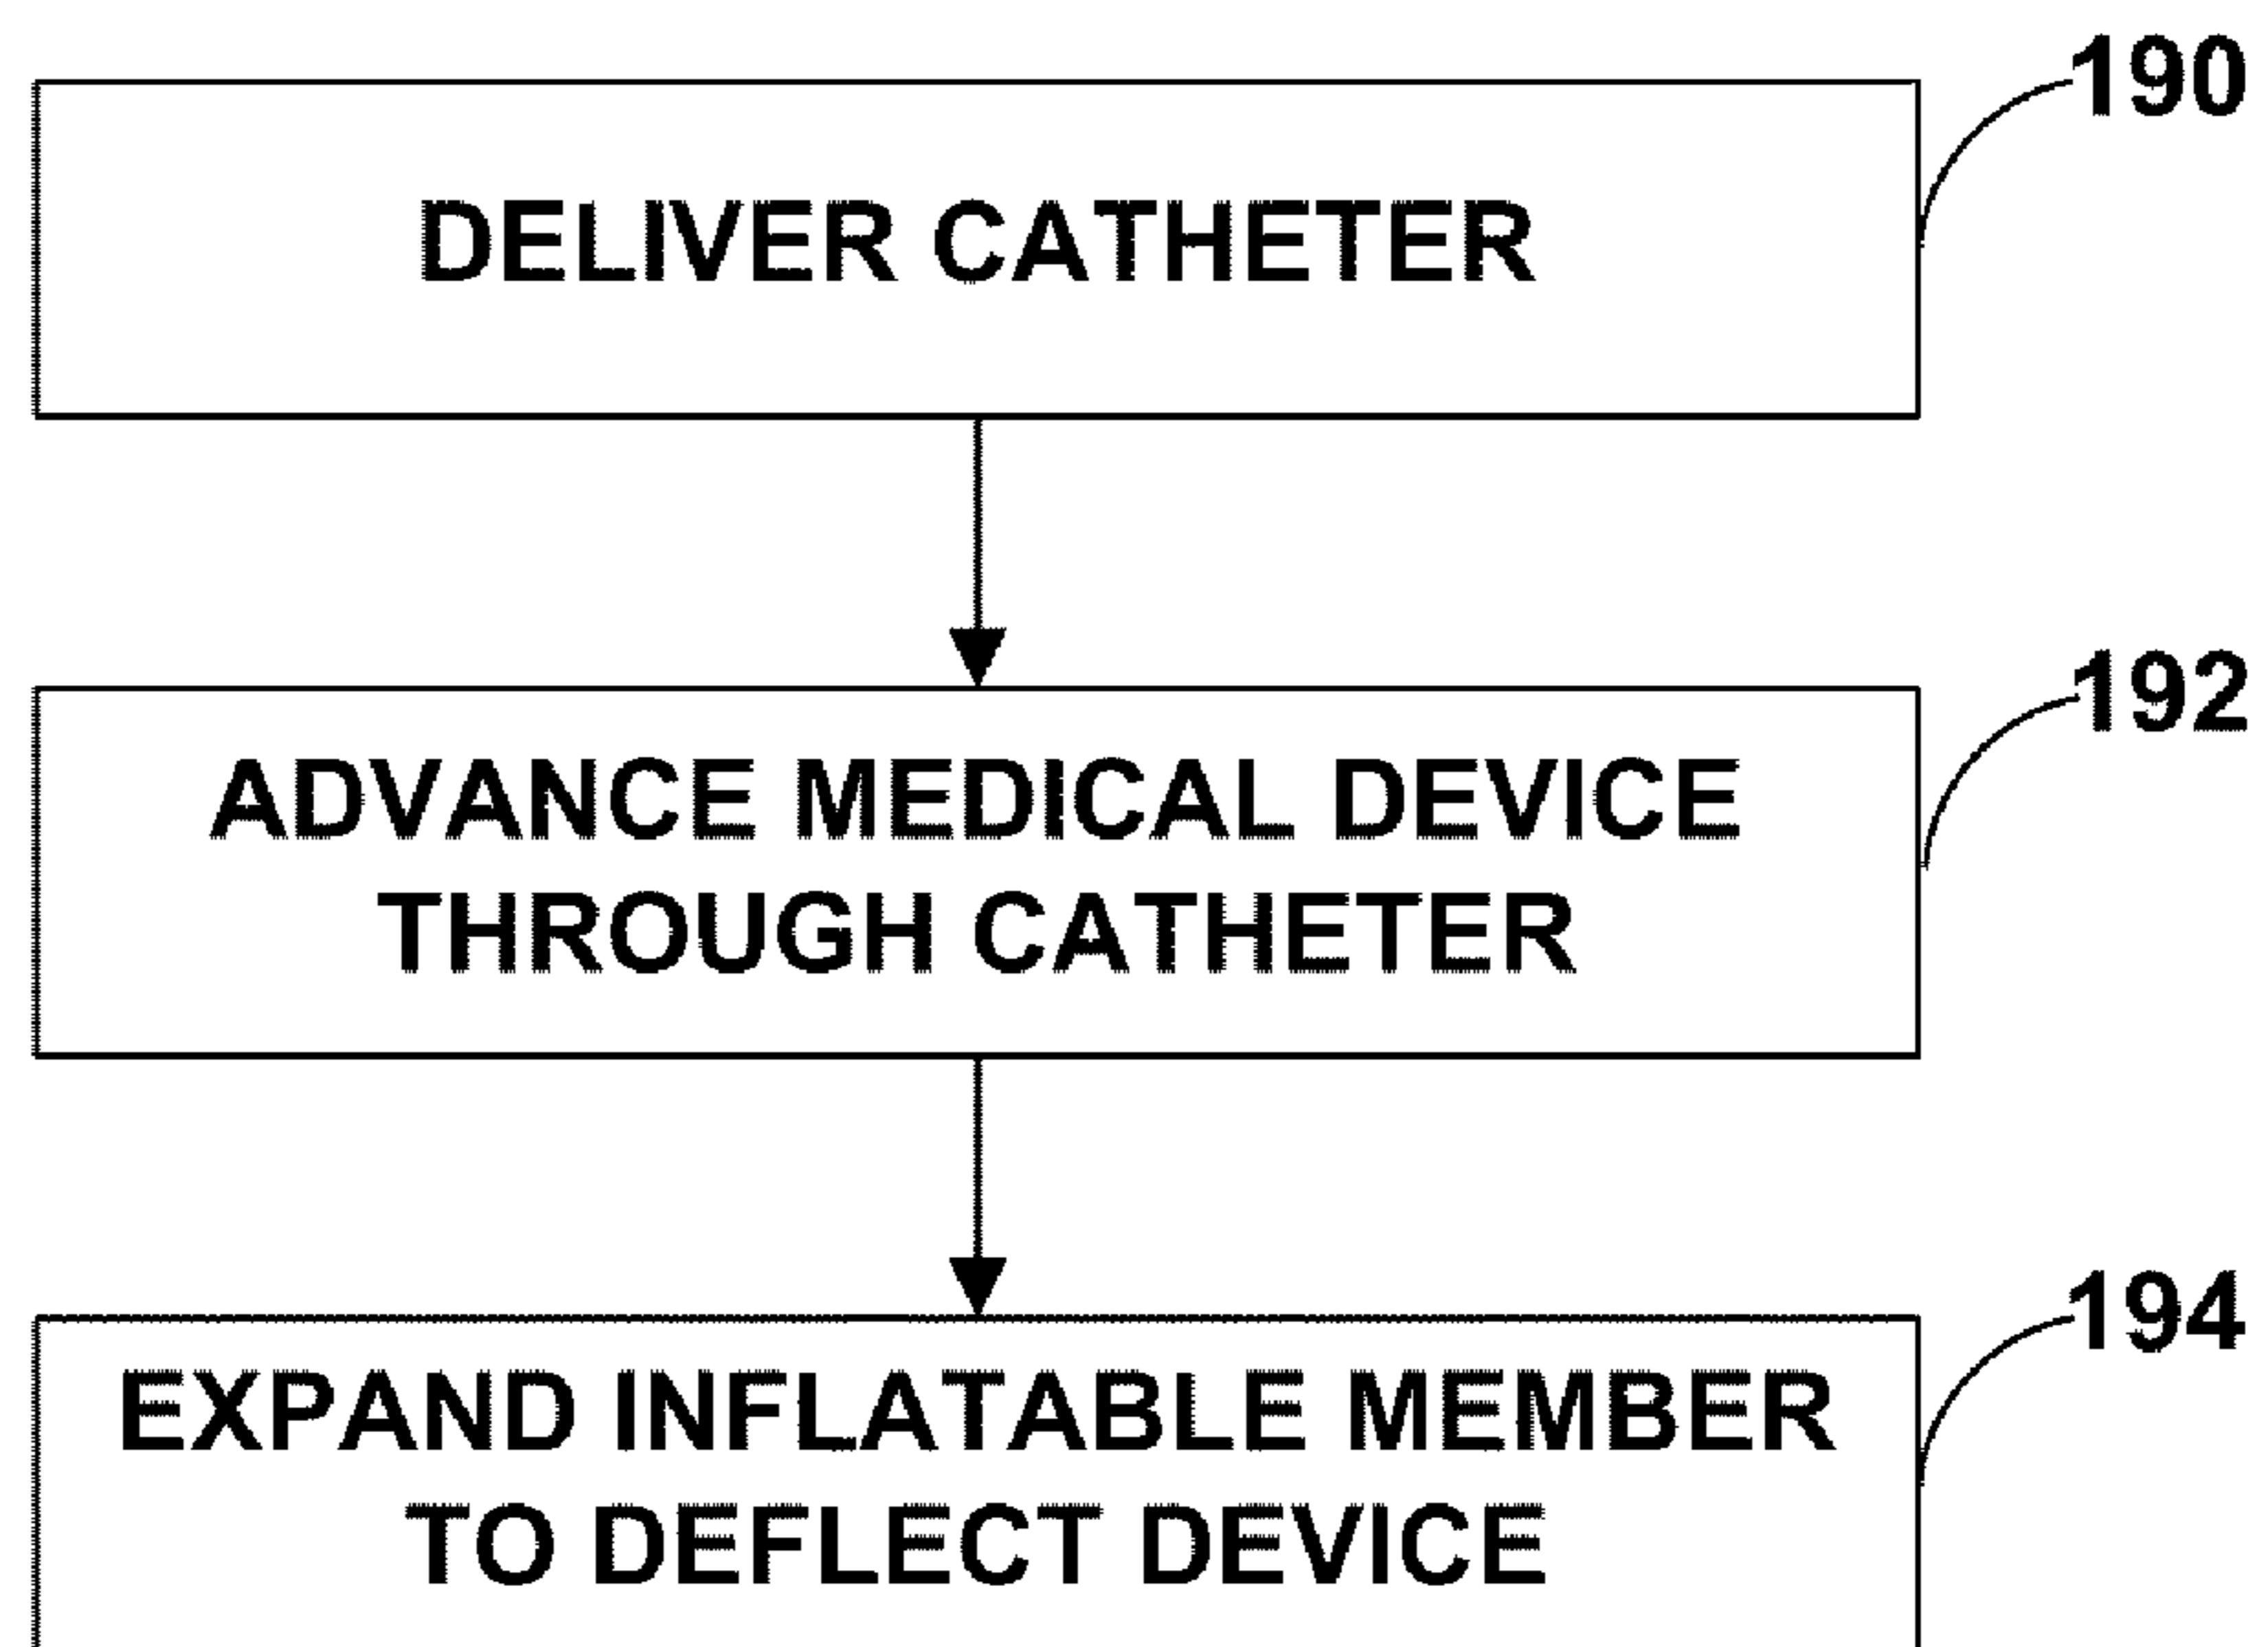 190
DELIVER CATHETER
192
ADVANCE MEDICAL DEVICE
THROUGH CATHETER
194
EXPAND INFLATABLE MEMBER
TO DEFLECT DEVICE